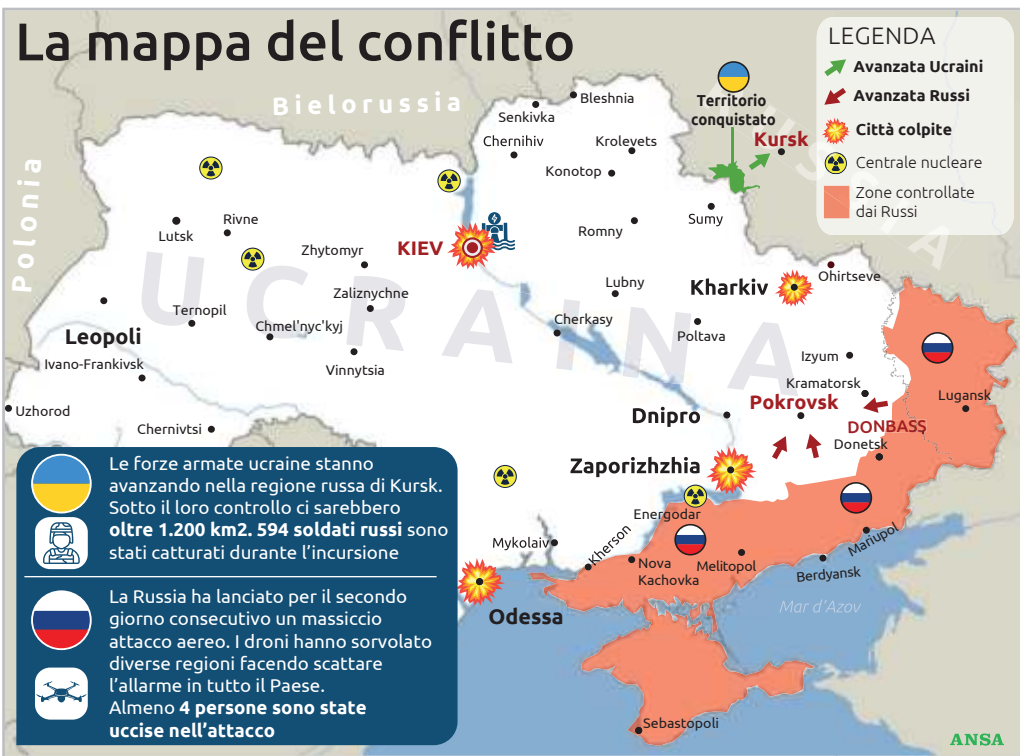 La mappa del conflitto
LEGENDA
Avanzata Ucraini
Avanzata Russi
Città colpite
Centrale nucleare
Zone controllate
dai Russi
Bielorussia
Polonia
RUSSIA
UCRAINA
Territorio
conquistato
Kursk
Bleshnia
Senkivka
Chernihiv
Krolevets
Konotop
Sumy
Romny
Lutsk
Rivne
Zhytomyr
KIEV
Ohirtseve
Kharkiv
Lubny
Zaliznychne
Ternopil
Chmel'nyc'kyj
Cherkasy
Poltava
Leopoli
Vinnytsia
Izyum
Ivano-Frankivsk
Kramatorsk
Lugansk
Pokrovsk
Uzhorod
Dnipro
DONBASS
Chernivtsi
Donetsk
Zaporizhzhia
Energodar
Mykolaiv
Kherson
Nova
Kachovka
Melitopol
Mariupol
Berdyansk
Odessa
Mar d'Azov
Sebastopoli
Le forze armate ucraine stanno
avanzando nella regione russa di Kursk.
Sotto il loro controllo ci sarebbero
oltre 1.200 km2. 594 soldati russi sono
stati catturati durante l'incursione
La Russia ha lanciato per il secondo
giorno consecutivo un massiccio
attacco aereo. I droni hanno sorvolato
diverse regioni facendo scattare
l'allarme in tutto il Paese.
Almeno 4 persone sono state
uccise nell'attacco
ANSA